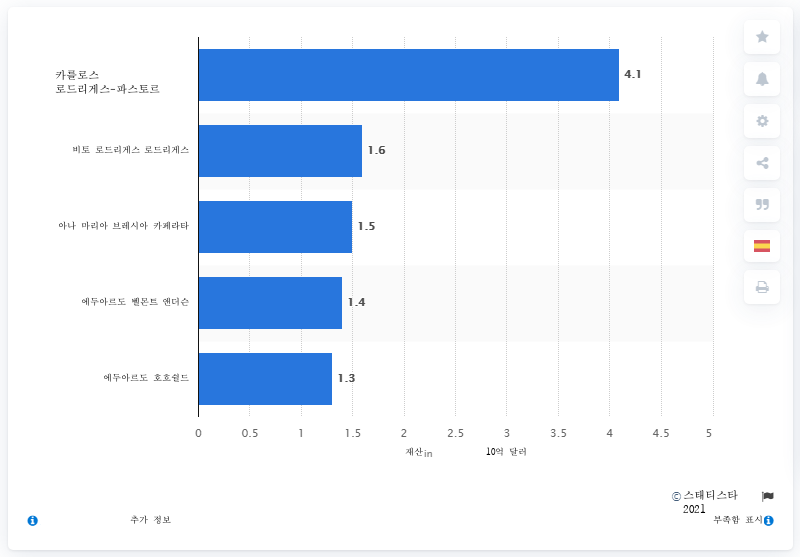 카를로스
로드리게스-파스토르
4.1
비토 로드리게스 로드리게스
1.6
아나 마리아 브레시아 카페라타
1.5
에두아르도 벨몬트 앤더슨
1.4
에두아르도 호흐쉴드
1.3
0 0.5 1 1.5 2 2.5 3 3.5 4 4.5 5
재산in 10억 달러
© 스태티스타
2021
추가 정보
부족함 표시